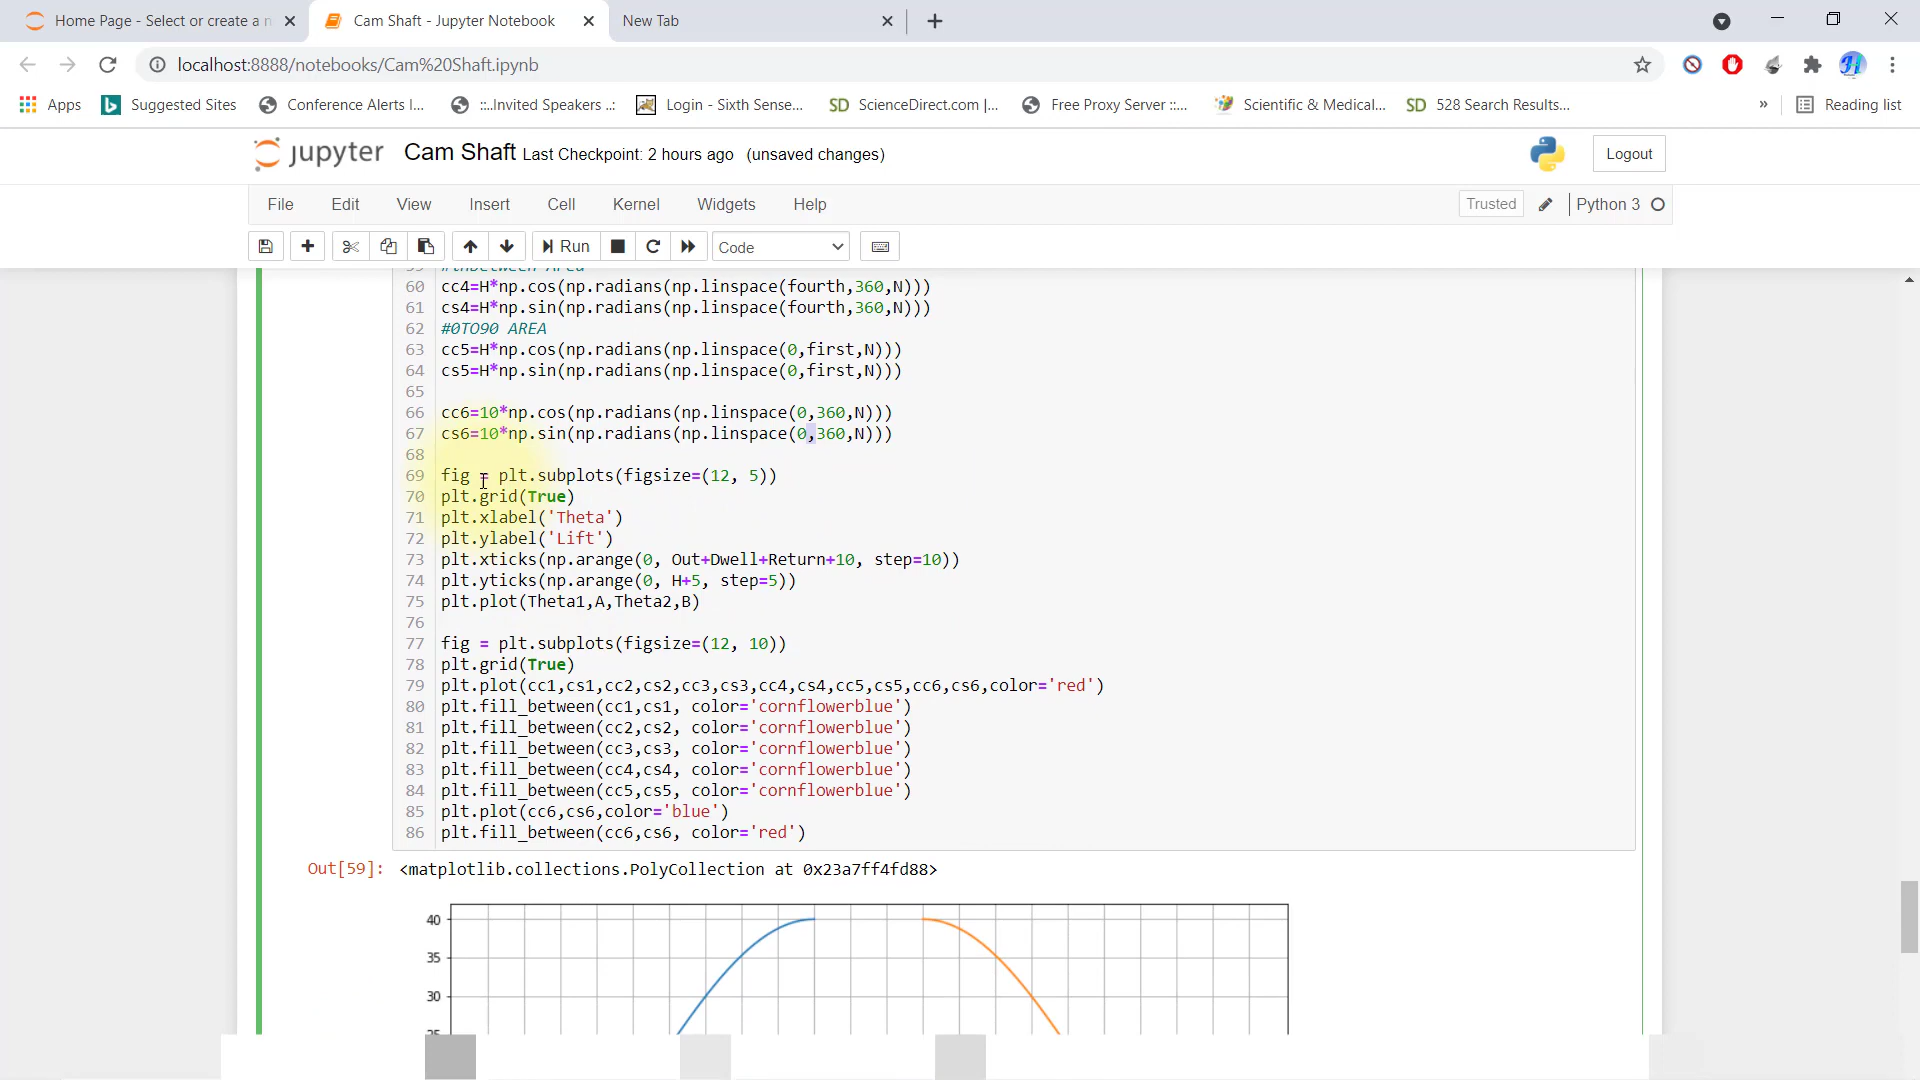 Home Page - Select or create a n
Cam Shaft - Jupyter Notebook
New Tab
localhost:8888/notebooks/Cam%20Shaft.ipynb
Apps
Suggested Sites
Conference Alerts I...
::..Invited Speakers ..:
Login - Sixth Sense...
SD ScienceDirect.com |...
Free Proxy Server ::...
Scientific & Medical...
SD 528 Search Results...
»
Reading list
jupyter Cam Shaft Last Checkpoint: 2 hours ago (unsaved changes)
Logout
File Edit View Insert Cell Kernel Widgets Help
Trusted
Python 3
Run
Code
59 #inbetween Area
60 cc4=H*np.cos(np.radians(np.linspace(fourth,360,N)))
61 cs4=H*np.sin(np.radians(np.linspace(fourth,360,N)))
62 #0TO90 AREA
63 cc5=H*np.cos(np.radians(np.linspace(0,first,N)))
64 cs5=H*np.sin(np.radians(np.linspace(0,first,N)))
65
66 cc6=10*np.cos(np.radians(np.linspace(0,360,N)))
67 cs6=10*np.sin(np.radians(np.linspace(0,360,N)))
68
69 fig = plt.subplots(figsize=(12, 5))
70 plt.grid(True)
71 plt.xlabel('Theta')
72 plt.ylabel('Lift')
73 plt.xticks(np.arange(0, Out+Dwell+Return+10, step=10))
74 plt.yticks(np.arange(0, H+5, step=5))
75 plt.plot(Theta1,A,Theta2,B)
76
77 fig = plt.subplots(figsize=(12, 10))
78 plt.grid(True)
79 plt.plot(cc1,cs1,cc2,cs2,cc3,cs3,cc4,cs4,cc5,cs5,cc6,cs6,color='red')
80 plt.fill_between(cc1,cs1, color='cornflowerblue')
81 plt.fill_between(cc2,cs2, color='cornflowerblue')
82 plt.fill_between(cc3,cs3, color='cornflowerblue')
83 plt.fill_between(cc4,cs4, color='cornflowerblue')
84 plt.fill_between(cc5,cs5, color='cornflowerblue')
85 plt.plot(cc6,cs6,color='blue')
86 plt.fill_between(cc6,cs6, color='red')
Out[59]: <matplotlib.collections.PolyCollection at 0x23a7ff4fd88>
40
35
30
25